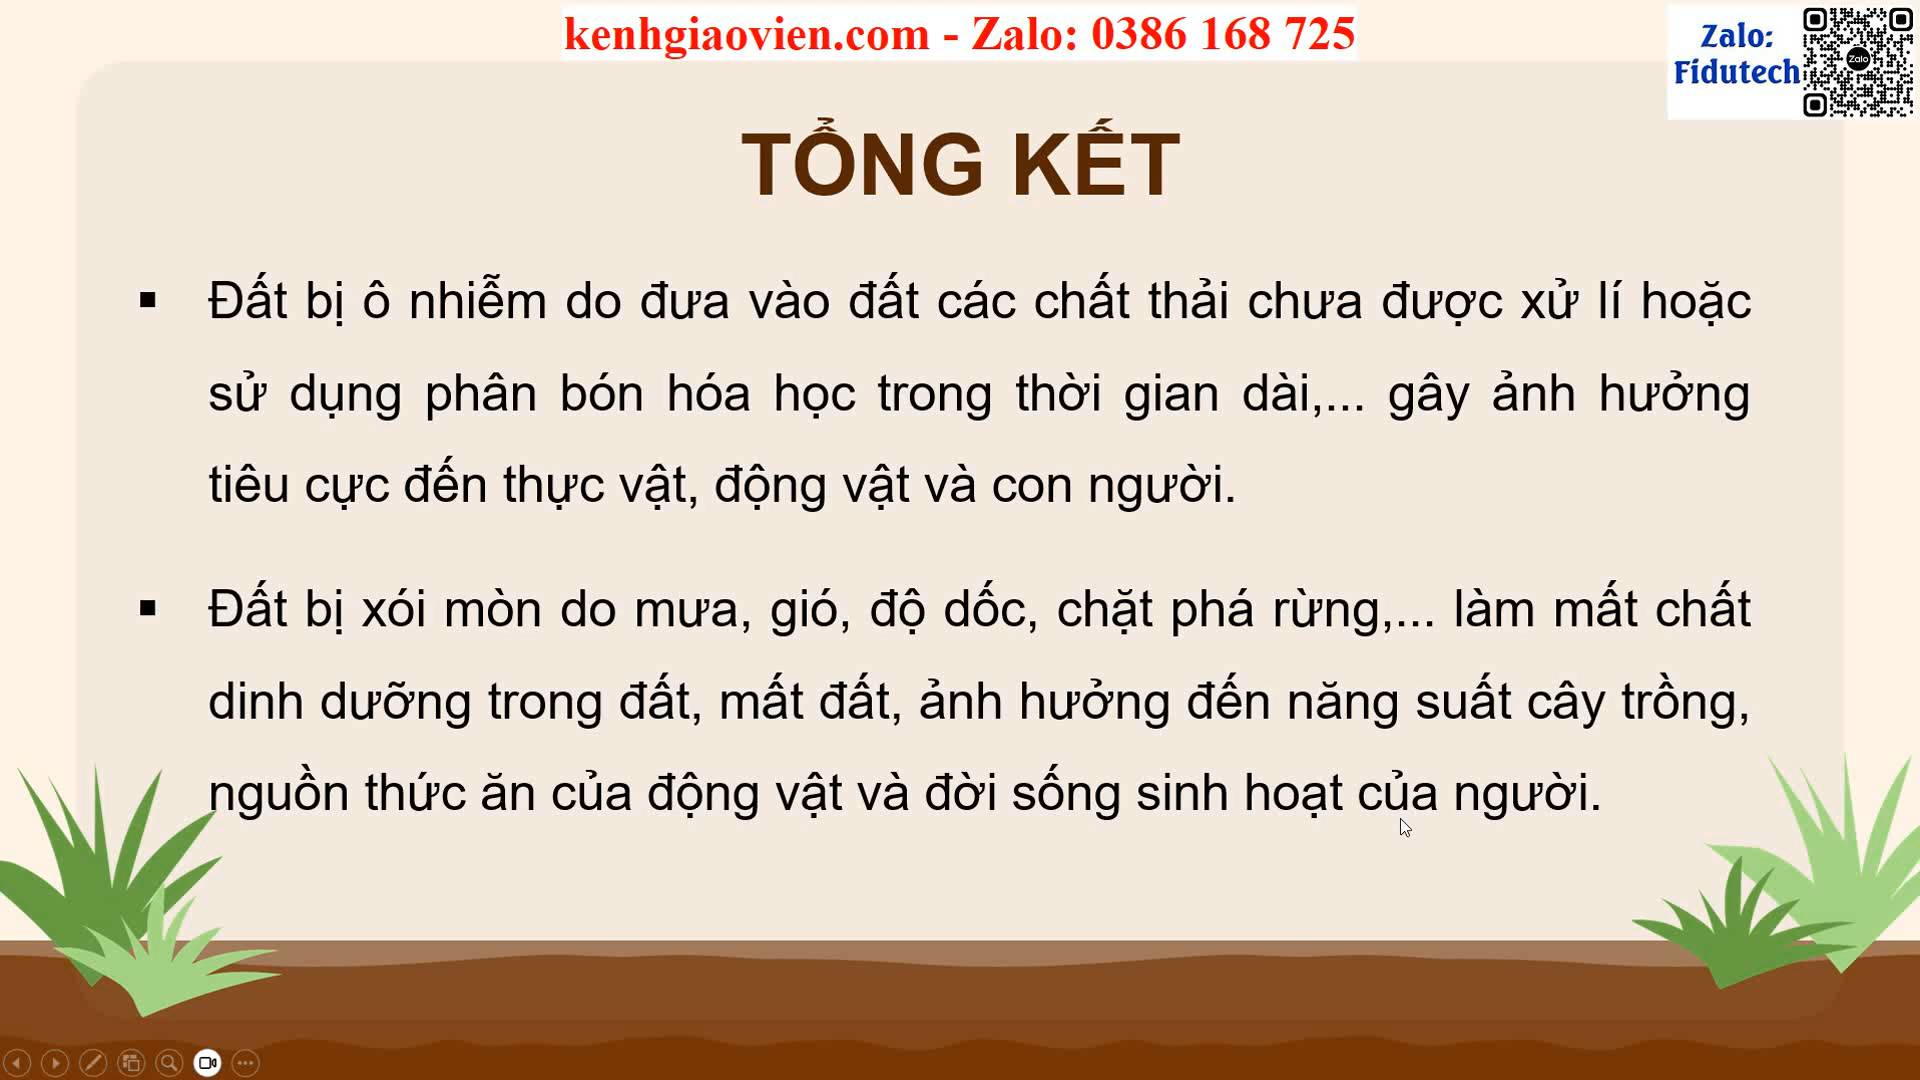 kenhgiaovien.com - Zalo: 0386 168 725
Zalo:
Fidutech
Zalo
TỔNG KẾT
▪ Đất bị ô nhiễm do đưa vào đất các chất thải chưa được xử lí hoặc
sử dụng phân bón hóa học trong thời gian dài,... gây ảnh hưởng
tiêu cực đến thực vật, động vật và con người.
▪ Đất bị xói mòn do mưa, gió, độ dốc, chặt phá rừng,... làm mất chất
dinh dưỡng trong đất, mất đất, ảnh hưởng đến năng suất cây trồng,
nguồn thức ăn của động vật và đời sống sinh hoạt của người.